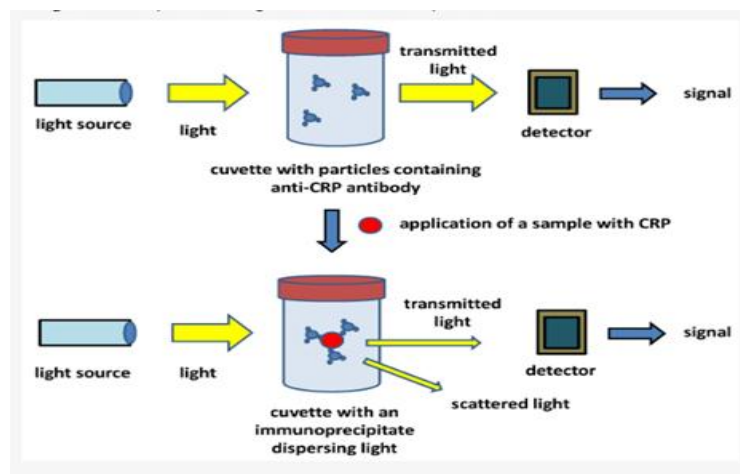 transmitted
light
light source
light
detector
signal
cuvette with particles containing
anti-CRP antibody
application of a sample with CRP
transmitted
light
light source
light
detector
signal
scattered light
cuvette with an
immunoprecipitate
dispersing light